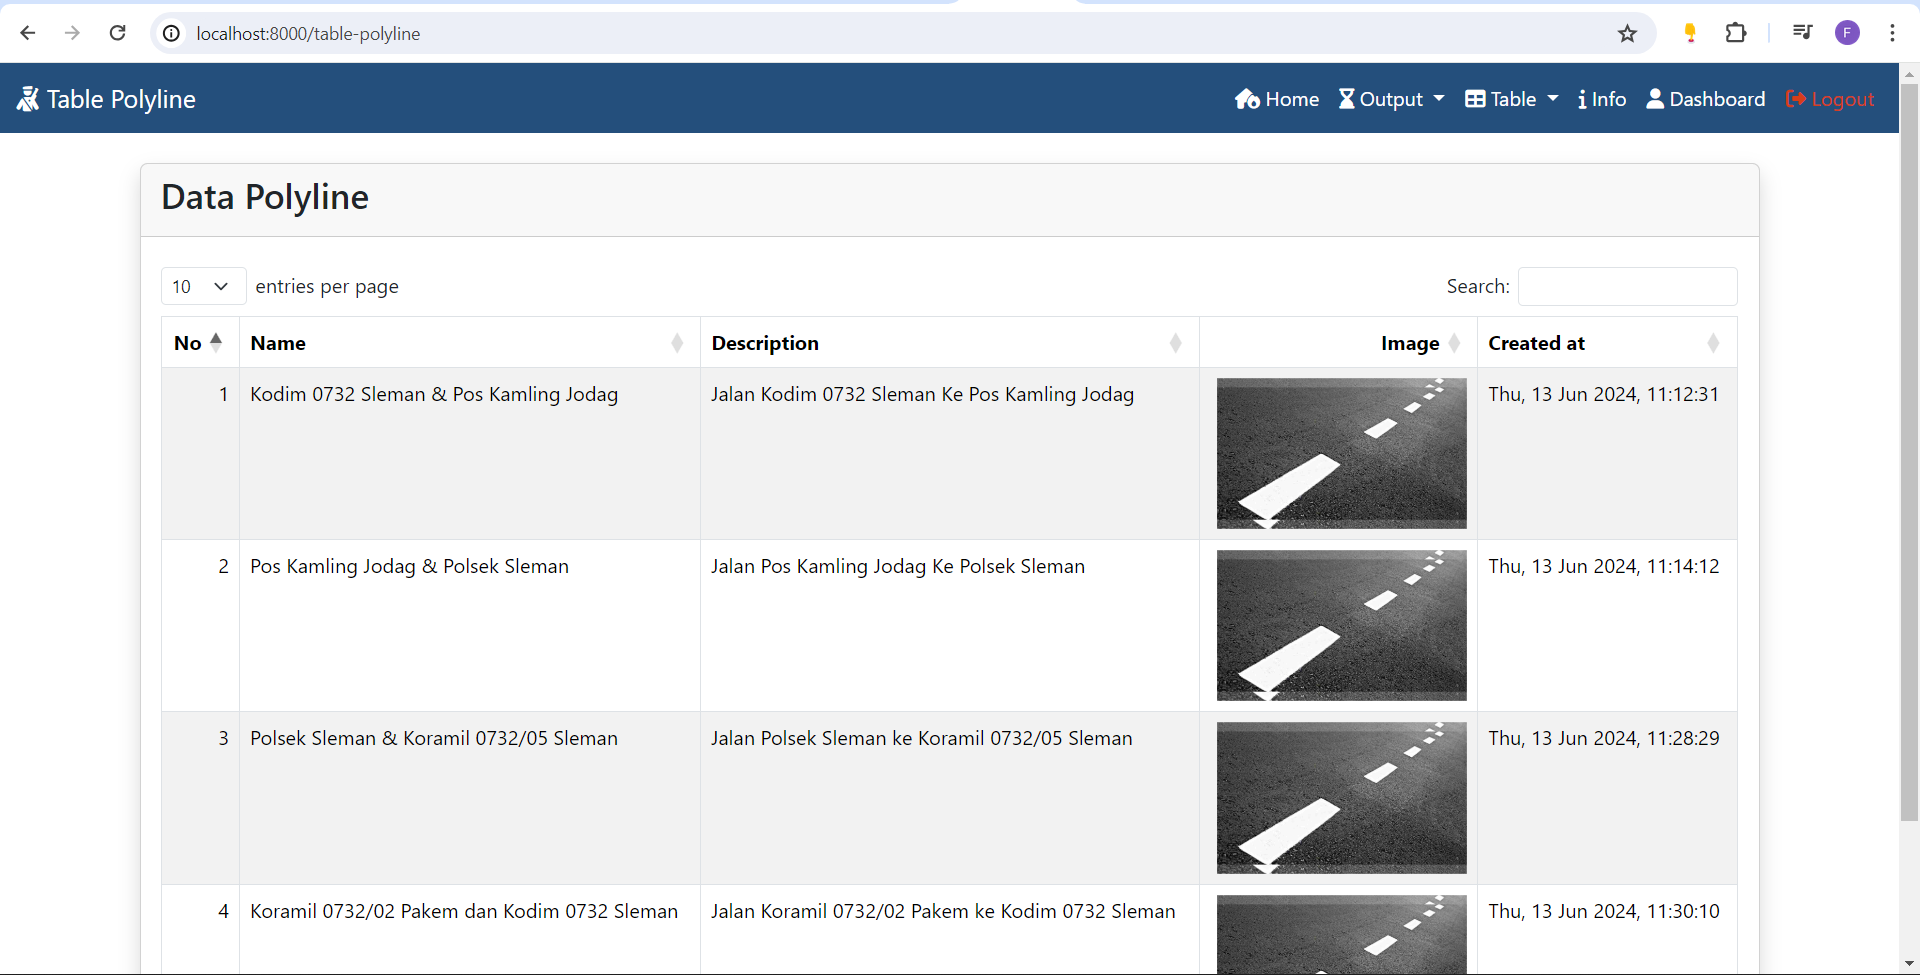 localhost:8000/table-polyline
F
Table Polyline
Home
Output
Table
Info
Dashboard
Logout
Data Polyline
10 entries per page
Search:
No Name Description Image Created at
1 Kodim 0732 Sleman & Pos Kamling Jodag Jalan Kodim 0732 Sleman Ke Pos Kamling Jodag Thu, 13 Jun 2024, 11:12:31
2 Pos Kamling Jodag & Polsek Sleman Jalan Pos Kamling Jodag Ke Polsek Sleman Thu, 13 Jun 2024, 11:14:12
3 Polsek Sleman & Koramil 0732/05 Sleman Jalan Polsek Sleman ke Koramil 0732/05 Sleman Thu, 13 Jun 2024, 11:28:29
4 Koramil 0732/02 Pakem dan Kodim 0732 Sleman Jalan Koramil 0732/02 Pakem ke Kodim 0732 Sleman Thu, 13 Jun 2024, 11:30:10